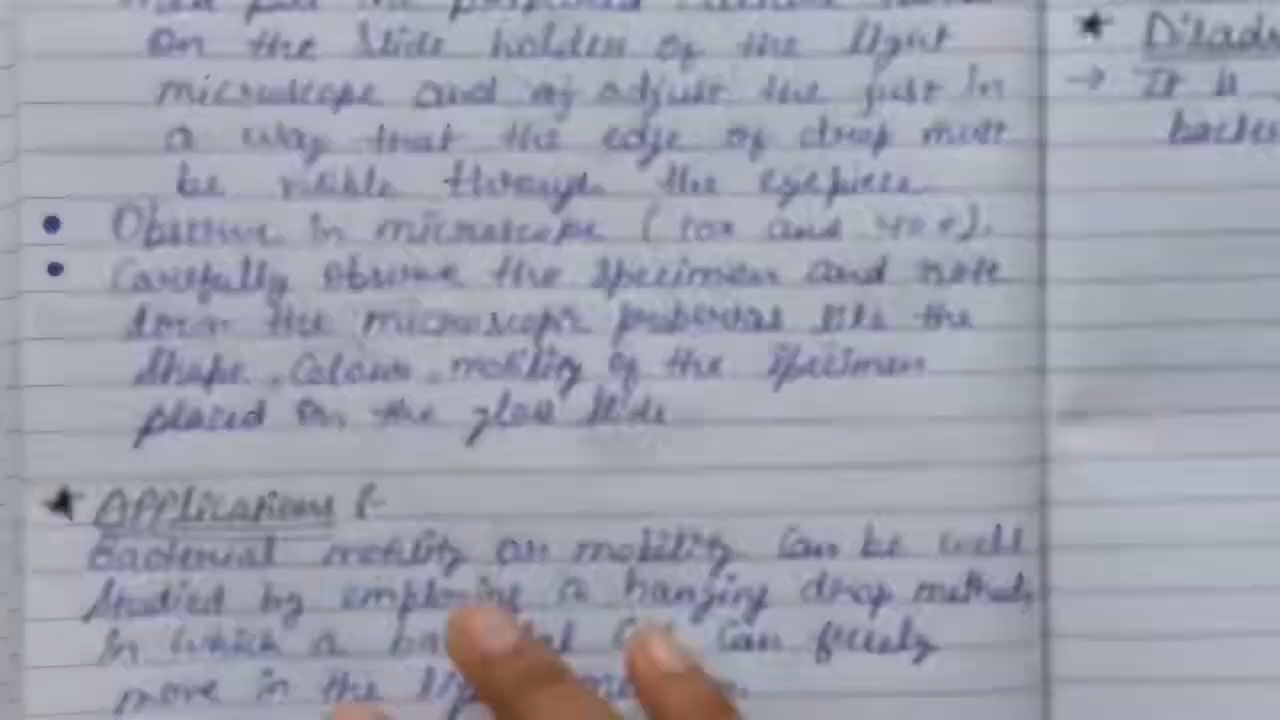 on the slide holder of the light
microscope and adjust the just in
a way that the edge of drop must
be visible through the eyepiece
• Observe in microscope (10x and 40x).
• Carefully observe the specimen and note
down the microscopic like the
shape, colour, motility of the specimen
placed on the glass slide
★ Applications :-
Bacterial motility or mobility can be well
studied by employing a hanging drop method,
in which a can freely
move in the
★
→ It is